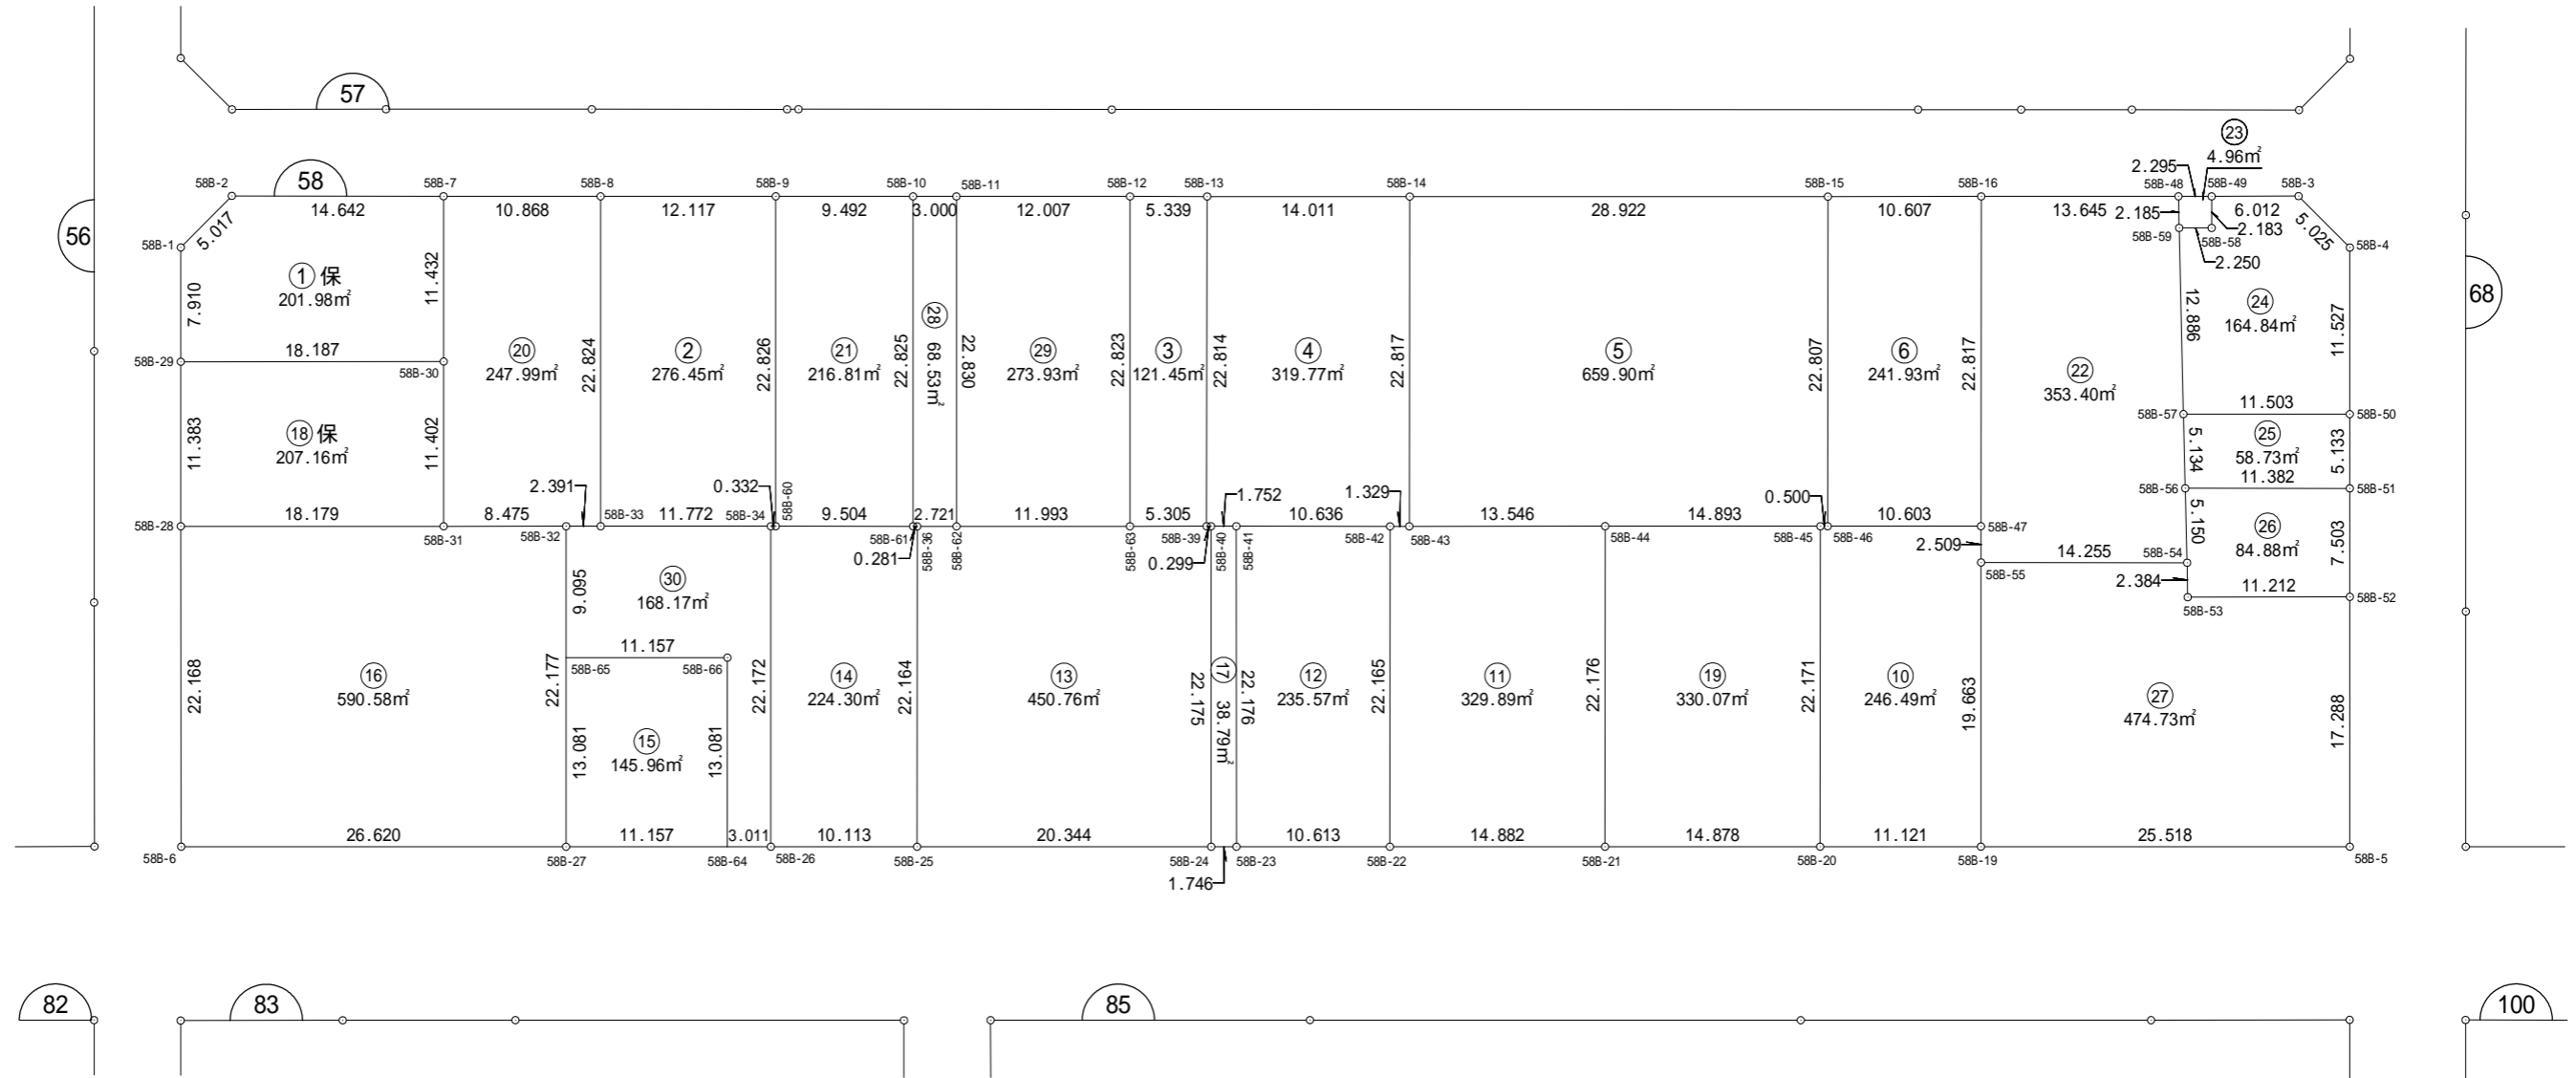 57
23
4.96㎡
2.295
58
58B-2
58B-7
58B-8
58B-9
58B-10
58B-11
58B-12
58B-13
58B-14
58B-15
58B-16
58B-48
58B-49
58B-3
14.642
10.868
12.117
9.492
3.000
12.007
5.339
14.011
28.922
10.607
13.645
2.185
6.012
2.183
5.017
5.025
56
58B-1
58B-59
58B-58
58B-4
2.250
68
① 保
201.98㎡
7.910
11.432
12.886
24
164.84㎡
11.527
58B-29
18.187
58B-30
⑳
247.99㎡
22.824
②
276.45㎡
22.826
21
216.81㎡
22.825
28
68.53㎡
22.830
29
273.93㎡
22.823
③
121.45㎡
22.814
④
319.77㎡
22.817
⑤
659.90㎡
22.807
⑥
241.93㎡
22.817
22
353.40㎡
58B-57
11.503
58B-50
⑱ 保
207.16㎡
11.383
11.402
5.134
25
58.73㎡
5.133
11.382
58B-56
58B-51
2.391
0.332
58B-60
1.752
1.329
0.500
58B-28
18.179
58B-31
8.475
58B-32
58B-33
11.772
58B-34
9.504
58B-61
2.721
0.281
58B-36
58B-62
11.993
58B-63
5.305
58B-39
0.299
58B-40
58B-41
10.636
58B-42
58B-43
13.546
58B-44
14.893
58B-45
58B-46
10.603
58B-47
2.509
5.150
26
84.88㎡
7.503
14.255
58B-54
58B-55
2.384
11.212
58B-53
58B-52
9.095
30
168.17㎡
11.157
58B-65
58B-66
22.168
⑯
590.58㎡
22.177
22.172
⑭
224.30㎡
22.164
⑬
450.76㎡
22.175
⑰
38.79㎡
22.176
⑫
235.57㎡
22.165
⑪
329.89㎡
22.176
⑲
330.07㎡
22.171
⑩
246.49㎡
19.663
27
474.73㎡
17.288
13.081
⑮
145.96㎡
13.081
26.620
11.157
3.011
10.113
20.344
10.613
14.882
14.878
11.121
25.518
58B-6
58B-27
58B-64
58B-26
58B-25
58B-24
58B-23
58B-22
58B-21
58B-20
58B-19
58B-5
1.746
82
83
85
100